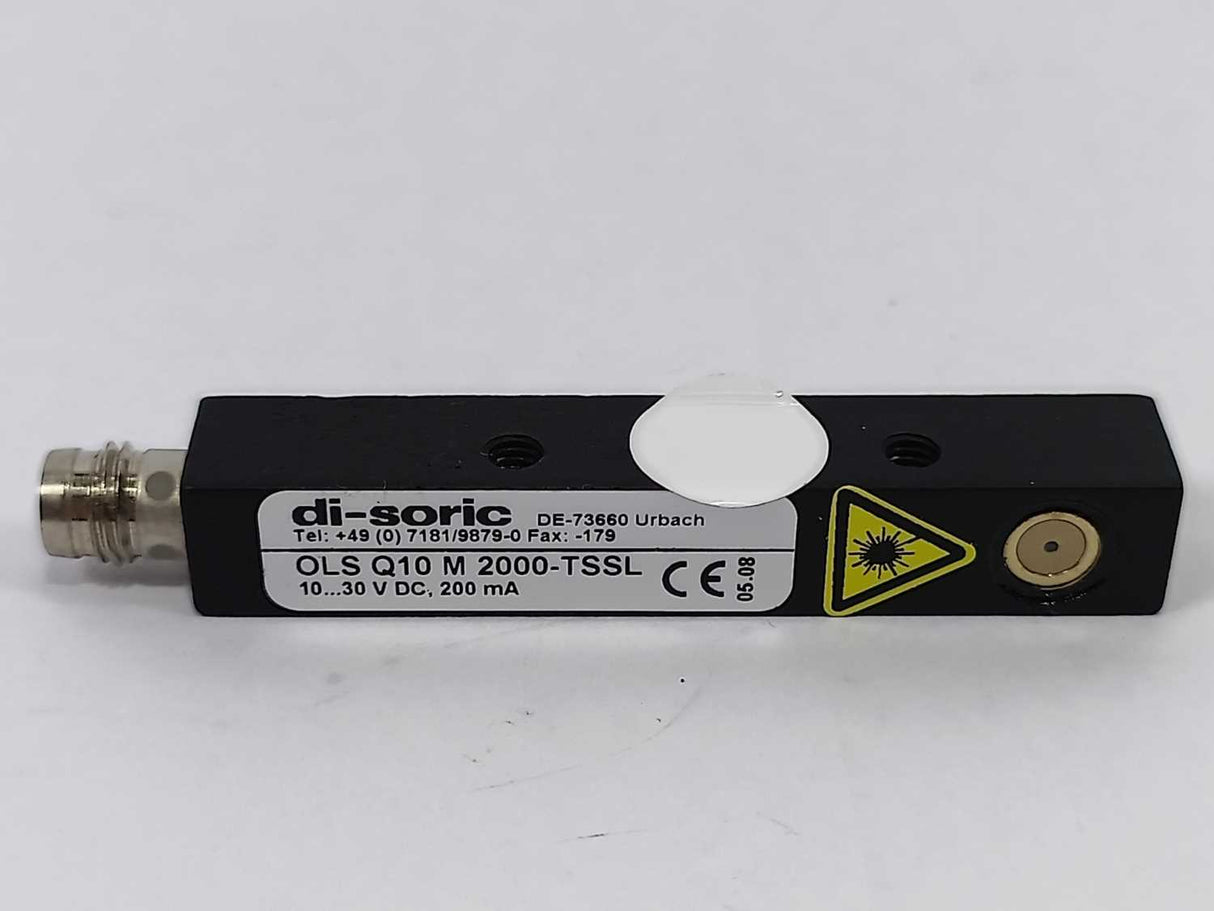 di-soric DE-73660 Urbach
Tel: +49 (0) 7181/9879-0 Fax: -179
OLS Q10 M 2000-TSSL
10...30 V DC, 200 mA
CE
05.08